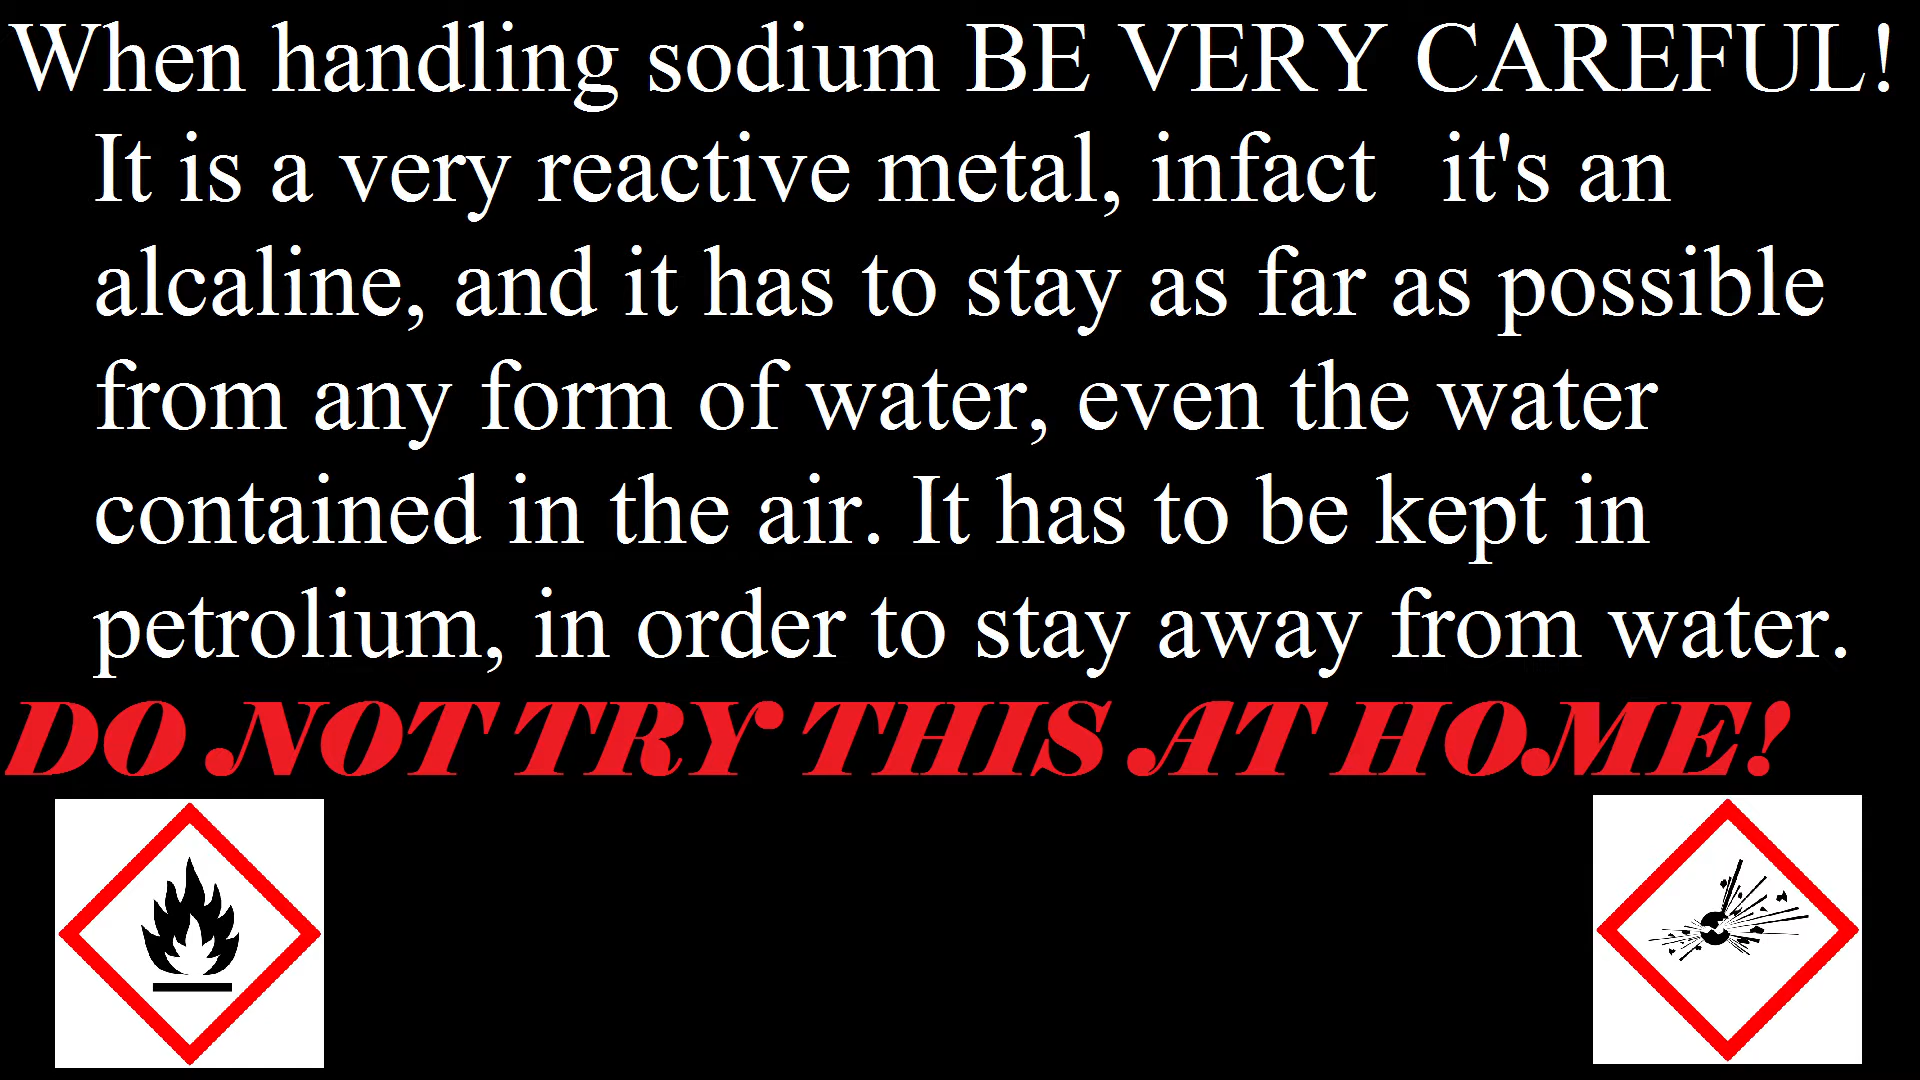 When handling sodium BE VERY CAREFUL!
It is a very reactive metal, infact it's an
alcaline, and it has to stay as far as possible
from any form of water, even the water
contained in the air. It has to be kept in
petrolium, in order to stay away from water.
DO NOT TRY THIS AT HOME!